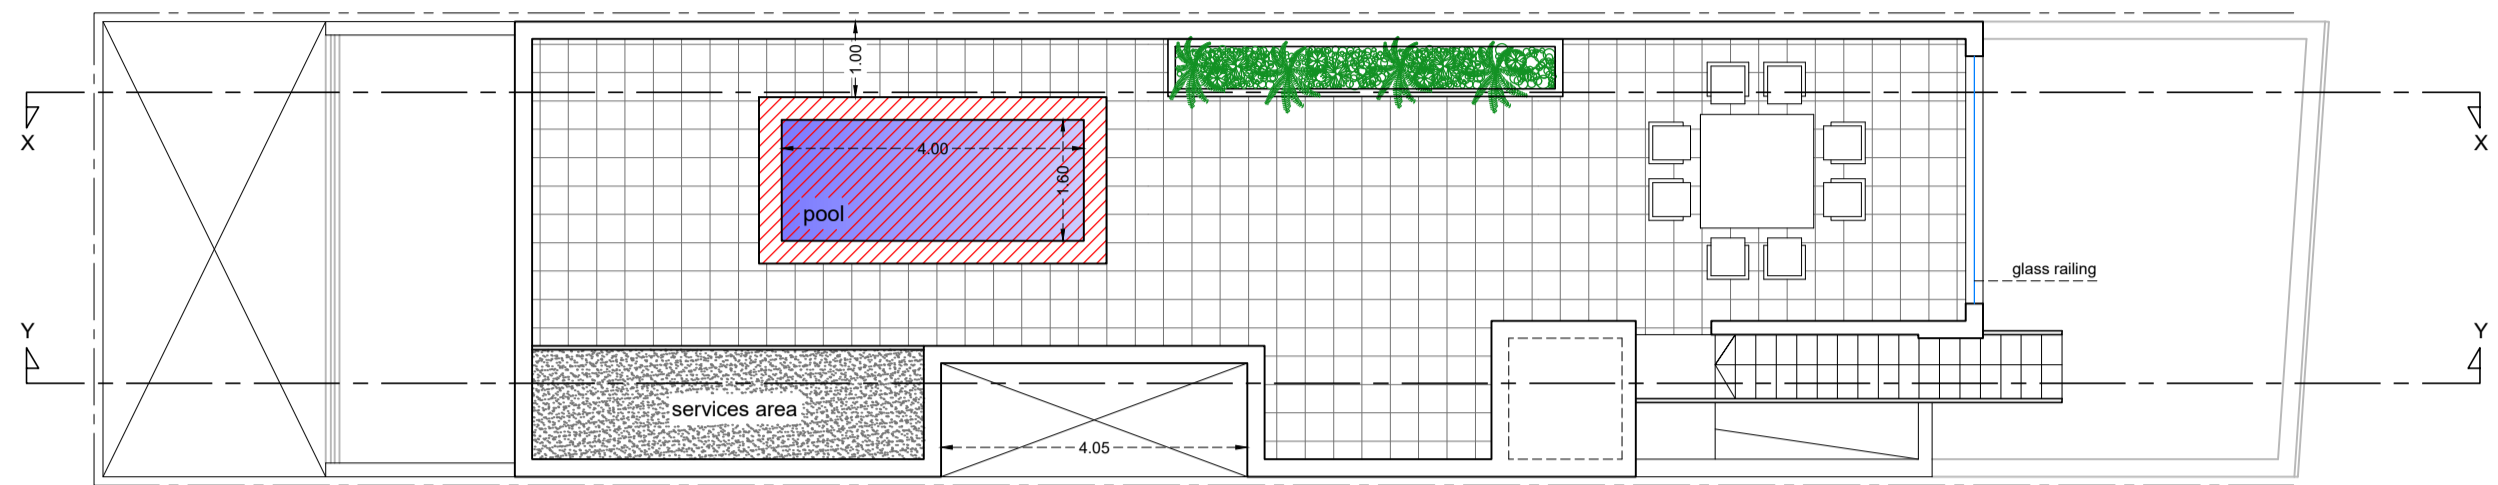 1.00
X
X
4.00
1.60
pool
glass railing
Y
Y
services area
4.05